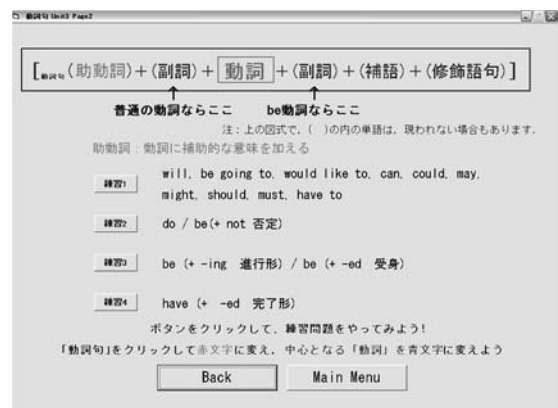 動詞句 Unit3 Page2
[動詞句(助動詞)+(副詞)+ 動詞 +(副詞)+(補語)+(修飾語句)]
普通の動詞ならここ be動詞ならここ
注:上の図式で,( )の内の単語は,現われない場合もあります.
助動詞:動詞に補助的な意味を加える
練習1 will, be going to, would like to, can, could, may,
might, should, must, have to
練習2 do / be(+ not 否定)
練習3 be (+ -ing 進行形) / be (+ -ed 受身)
練習4 have (+ -ed 完了形)
ボタンをクリックして、練習問題をやってみよう!
「動詞句」をクリックして赤文字に変え,中心となる「動詞」を青文字に変えよう
Back Main Menu